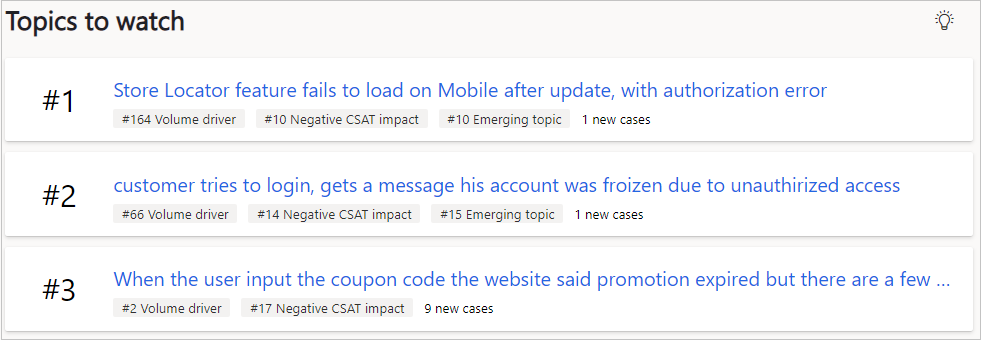 Topics to watch
#1
Store Locator feature fails to load on Mobile after update, with authorization error
#164 Volume driver #10 Negative CSAT impact #10 Emerging topic 1 new cases
#2
customer tries to login, gets a message his account was froizen due to unauthirized access
#66 Volume driver #14 Negative CSAT impact #15 Emerging topic 1 new cases
#3
When the user input the coupon code the website said promotion expired but there are a few ...
#2 Volume driver #17 Negative CSAT impact 9 new cases